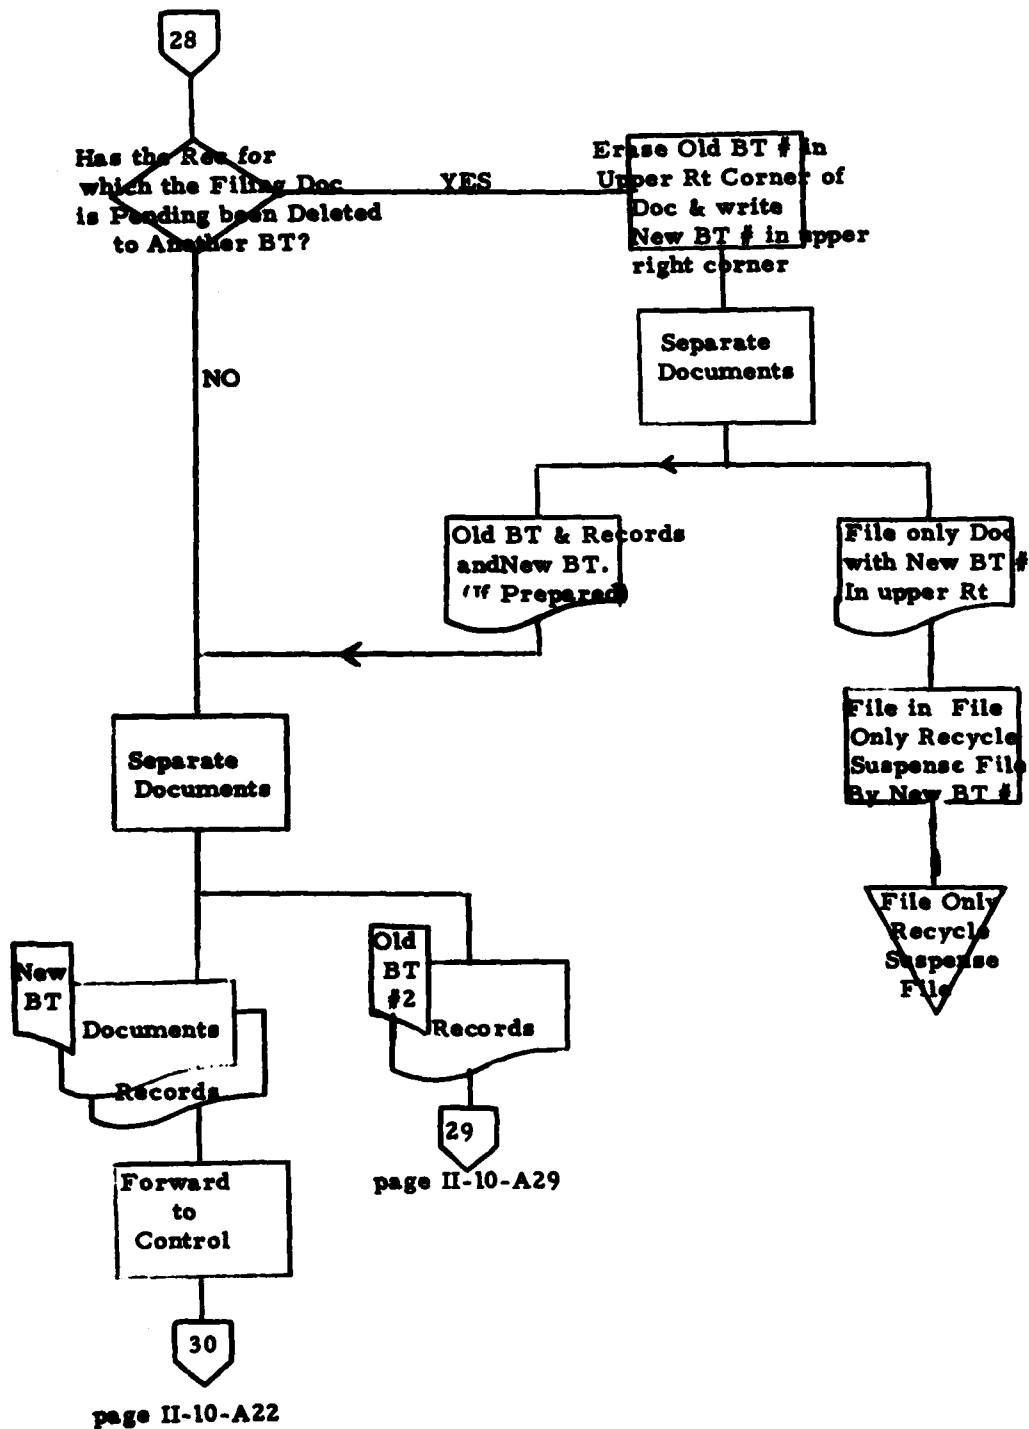 28
Has the Rec for
which the Filing Doc
is Pending been Deleted
to Another BT?
YES
Erase Old BT # in
Upper Rt Corner of
Doc & write
New BT # in upper
right corner
Separate
Documents
NO
Old BT & Records
andNew BT.
(If Prepared)
File only Doc
with New BT #
In upper Rt
File in File
Only Recycle
Suspense File
By New BT #
Separate
Documents
File Only
Recycle
Suspense
File
New
BT
Documents
Records
Old
BT
#2
Records
29
page II-10-A29
Forward
to
Control
30
page II-10-A22